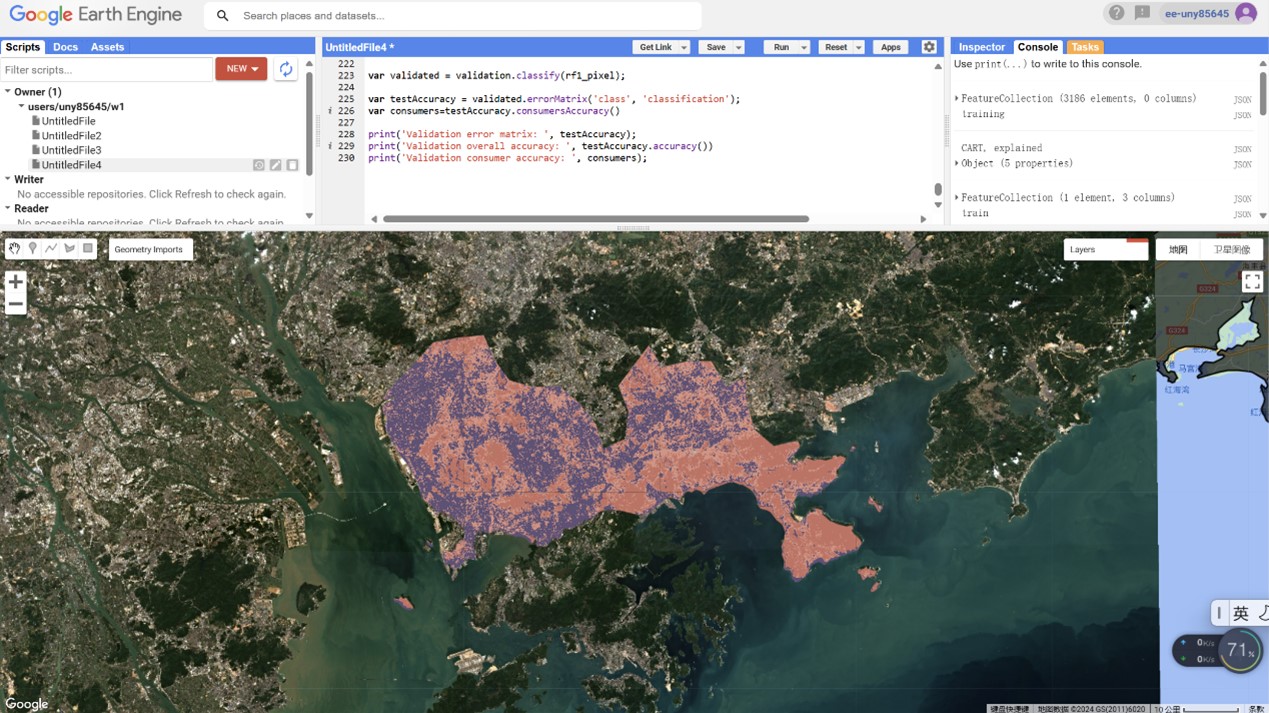 Google Earth Engine
Search places and datasets...
ee-uny85645
Scripts Docs Assets
UntitledFile4 *
Get Link Save Run Reset Apps
Inspector Console Tasks
Filter scripts...
NEW
Owner (1)
users/uny85645/w1
UntitledFile
UntitledFile2
UntitledFile3
UntitledFile4
Writer
No accessible repositories. Click Refresh to check again.
Reader
No accessible repositories. Click Refresh to check again.
222
223 var validated = validation.classify(rf1_pixel);
224
225 var testAccuracy = validated.errorMatrix('class', 'classification');
i 226 var consumers=testAccuracy.consumersAccuracy()
227
228 print('Validation error matrix: ', testAccuracy);
i 229 print('Validation overall accuracy: ', testAccuracy.accuracy())
230 print('Validation consumer accuracy: ', consumers);
Use print(...) to write to this console.
FeatureCollection (3186 elements, 0 columns) JSON
training JSON
CART, explained JSON
Object (5 properties) JSON
FeatureCollection (1 element, 3 columns) JSON
train JSON
Geometry Imports
Layers
地图 卫星图像
G324
G324
红海湾
英
0K/s
0K/s
71%
Google
键盘快捷键 地图数据 ©2024 GS(2011)6020 10 公里 条款